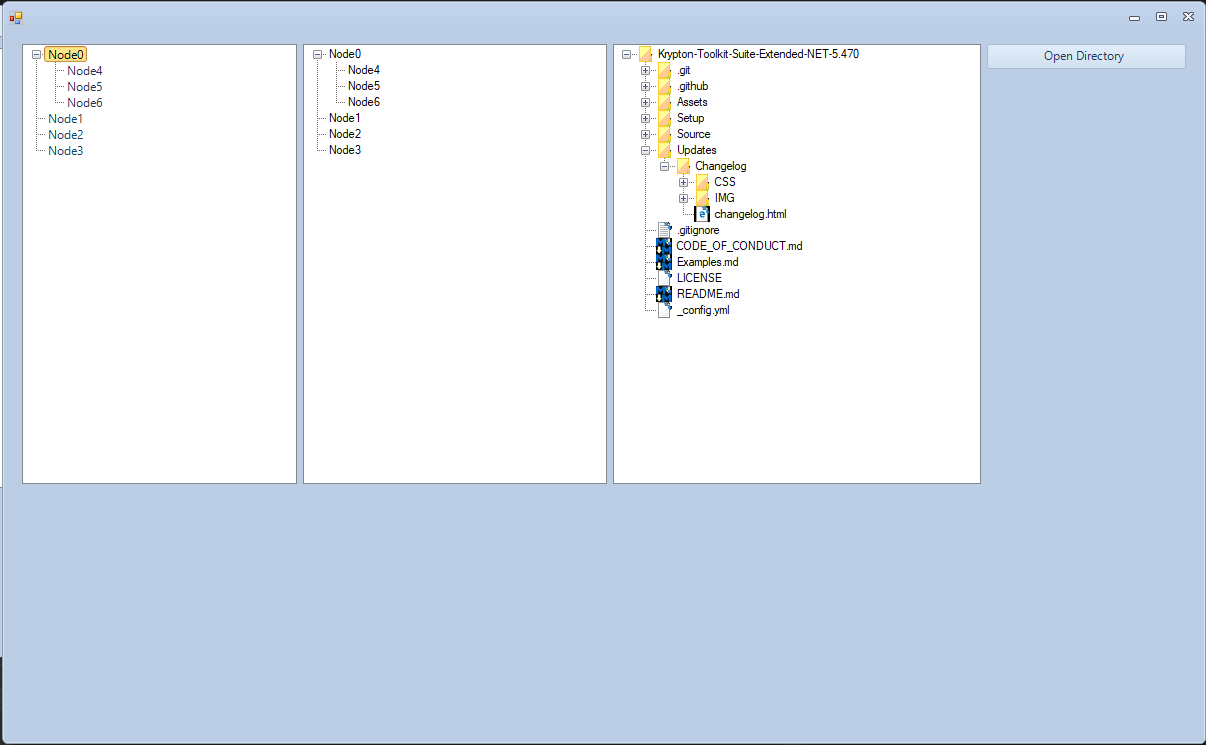 Node0
Node4
Node5
Node6
Node1
Node2
Node3
Node0
Node4
Node5
Node6
Node1
Node2
Node3
Krypton-Toolkit-Suite-Extended-NET-5.470
.git
.github
Assets
Setup
Source
Updates
Changelog
CSS
IMG
changelog.html
.gitignore
CODE_OF_CONDUCT.md
Examples.md
LICENSE
README.md
_config.yml
Open Directory